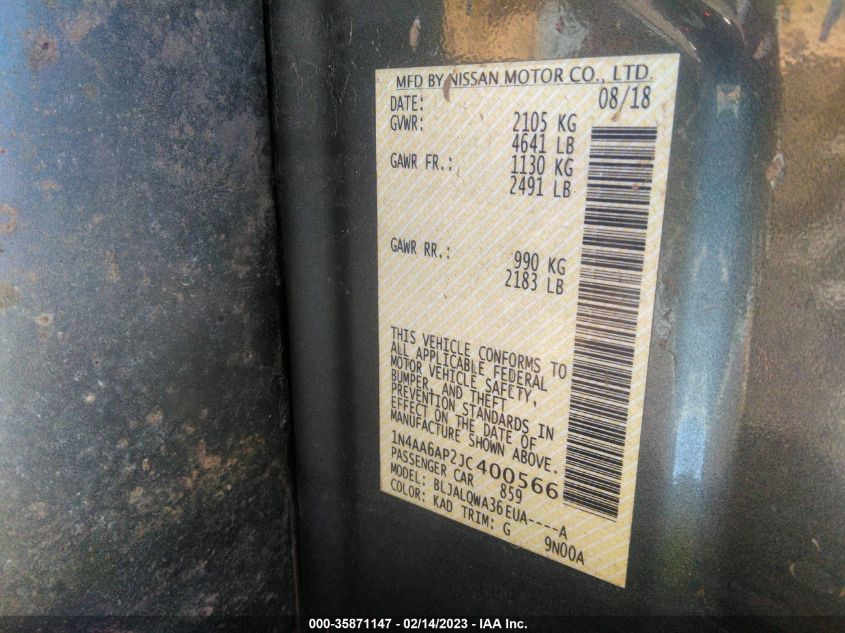 MFD BY NISSAN MOTOR CO., LTD.
DATE: 08/18
GVWR: 2105 KG
4641 LB
GAWR FR.: 1130 KG
2491 LB
GAWR RR.: 990 KG
2183 LB
THIS VEHICLE CONFORMS TO
ALL APPLICABLE FEDERAL
MOTOR VEHICLE SAFETY,
BUMPER, AND THEFT
PREVENTION STANDARDS IN
EFFECT ON THE DATE OF
MANUFACTURE SHOWN ABOVE.
1N4AA6AP2JC400566
PASSENGER CAR 859
MODEL: BLJALQWA36EUA----A
COLOR: KAD TRIM: G 9N00A
000-35871147 - 02/14/2023 - IAA Inc.